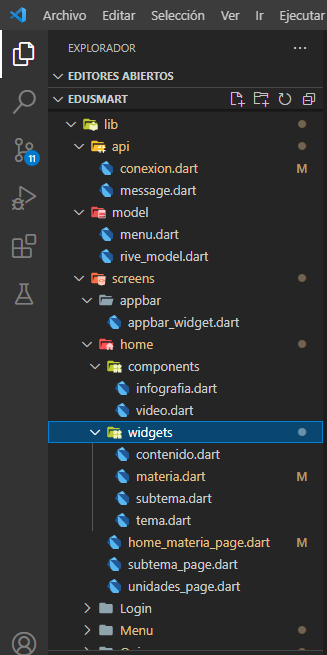 Archivo Editar Selección Ver Ir Ejecutar
EXPLORADOR
EDITORES ABIERTOS
EDUSMART
lib
api
conexion.dart M
message.dart
model
menu.dart
rive_model.dart
screens
appbar
appbar_widget.dart
home
components
infografia.dart
video.dart
11
widgets
contenido.dart
materia.dart M
subtema.dart
tema.dart
home_materia_page.dart M
subtema_page.dart
unidades_page.dart
Login
Menu